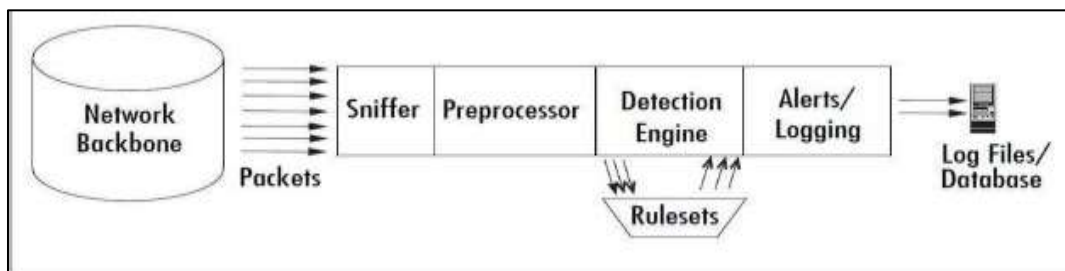 Network
Backbone
Packets
Sniffer
Preprocessor
Detection
Engine
Alerts/
Logging
Rulesets
Log Files/
Database